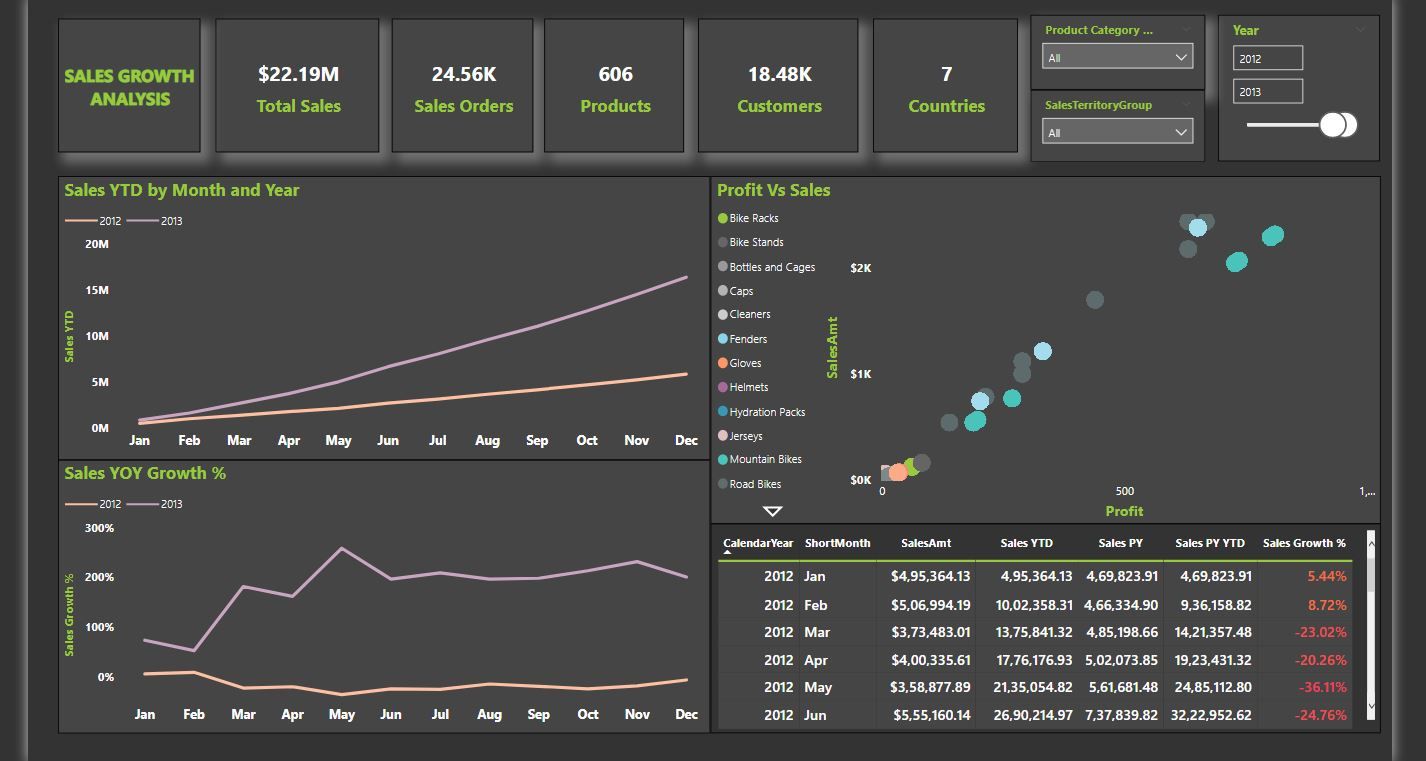 SALES GROWTH
ANALYSIS
$22.19M
Total Sales
24.56K
Sales Orders
606
Products
18.48K
Customers
7
Countries
Product Category ...
All
SalesTerritoryGroup
All
Year
2012
2013
Sales YTD by Month and Year
2012 2013
20M
15M
10M
5M
0M
Sales YTD
Jan Feb Mar Apr May Jun Jul Aug Sep Oct Nov Dec
Sales YOY Growth %
2012 2013
300%
200%
100%
0%
Sales Growth %
Jan Feb Mar Apr May Jun Jul Aug Sep Oct Nov Dec
Profit Vs Sales
Bike Racks
Bike Stands
Bottles and Cages
Caps
Cleaners
Fenders
Gloves
Helmets
Hydration Packs
Jerseys
Mountain Bikes
Road Bikes
SalesAmt
$2K
$1K
$0K
0 500 1,...
Profit
CalendarYear ShortMonth SalesAmt Sales YTD Sales PY Sales PY YTD Sales Growth %
2012 Jan $4,95,364.13 4,95,364.13 4,69,823.91 4,69,823.91 5.44%
2012 Feb $5,06,994.19 10,02,358.31 4,66,334.90 9,36,158.82 8.72%
2012 Mar $3,73,483.01 13,75,841.32 4,85,198.66 14,21,357.48 -23.02%
2012 Apr $4,00,335.61 17,76,176.93 5,02,073.85 19,23,431.32 -20.26%
2012 May $3,58,877.89 21,35,054.82 5,61,681.48 24,85,112.80 -36.11%
2012 Jun $5,55,160.14 26,90,214.97 7,37,839.82 32,22,952.62 -24.76%